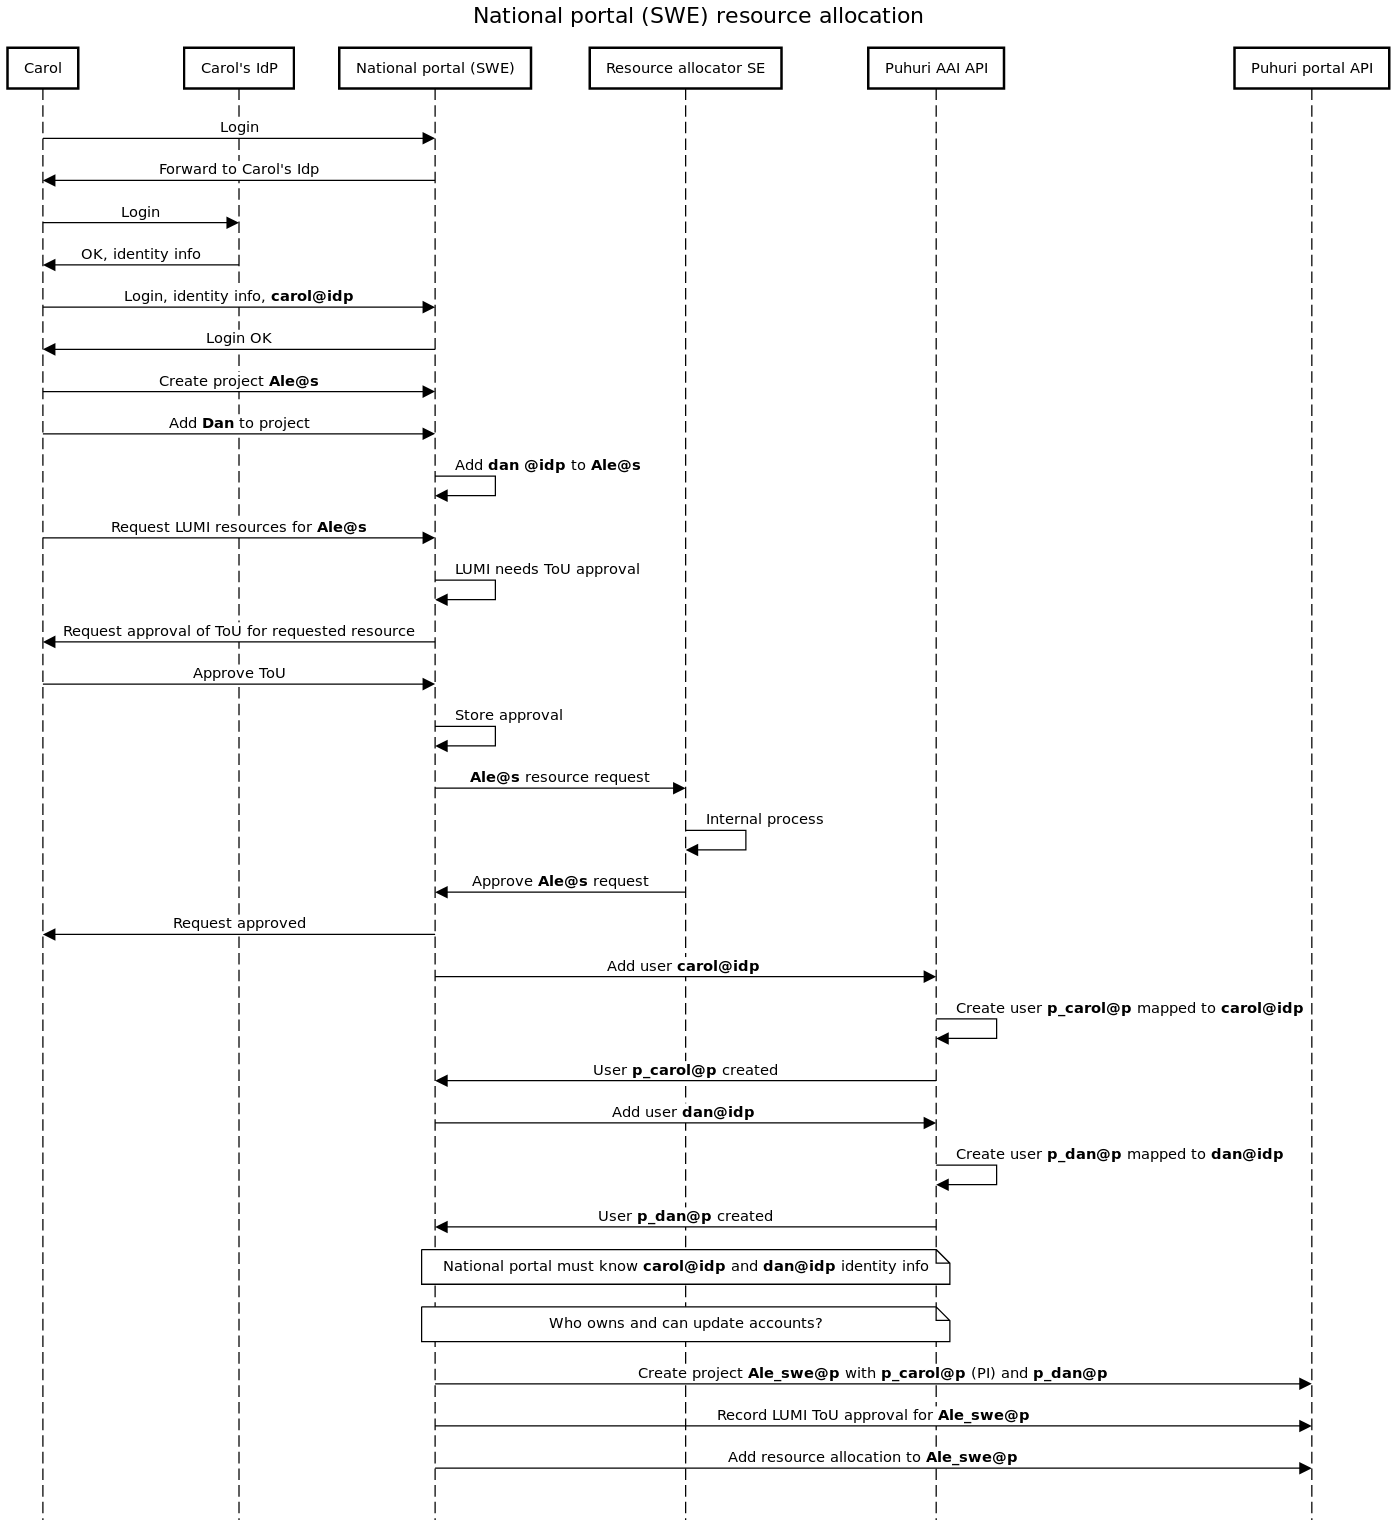 National portal (SWE) resource allocation
Carol
Carol's IdP
National portal (SWE)
Resource allocator SE
Puhuri AAI API
Puhuri portal API
Login
Forward to Carol's Idp
Login
OK, identity info
Login, identity info, carol@idp
Login OK
Create project Ale@s
Add Dan to project
Add dan @idp to Ale@s
Request LUMI resources for Ale@s
LUMI needs ToU approval
Request approval of ToU for requested resource
Approve ToU
Store approval
Ale@s resource request
Internal process
Approve Ale@s request
Request approved
Add user carol@idp
Create user p_carol@p mapped to carol@idp
User p_carol@p created
Add user dan@idp
Create user p_dan@p mapped to dan@idp
User p_dan@p created
National portal must know carol@idp and dan@idp identity info
Who owns and can update accounts?
Create project Ale_swe@p with p_carol@p (PI) and p_dan@p
Record LUMI ToU approval for Ale_swe@p
Add resource allocation to Ale_swe@p